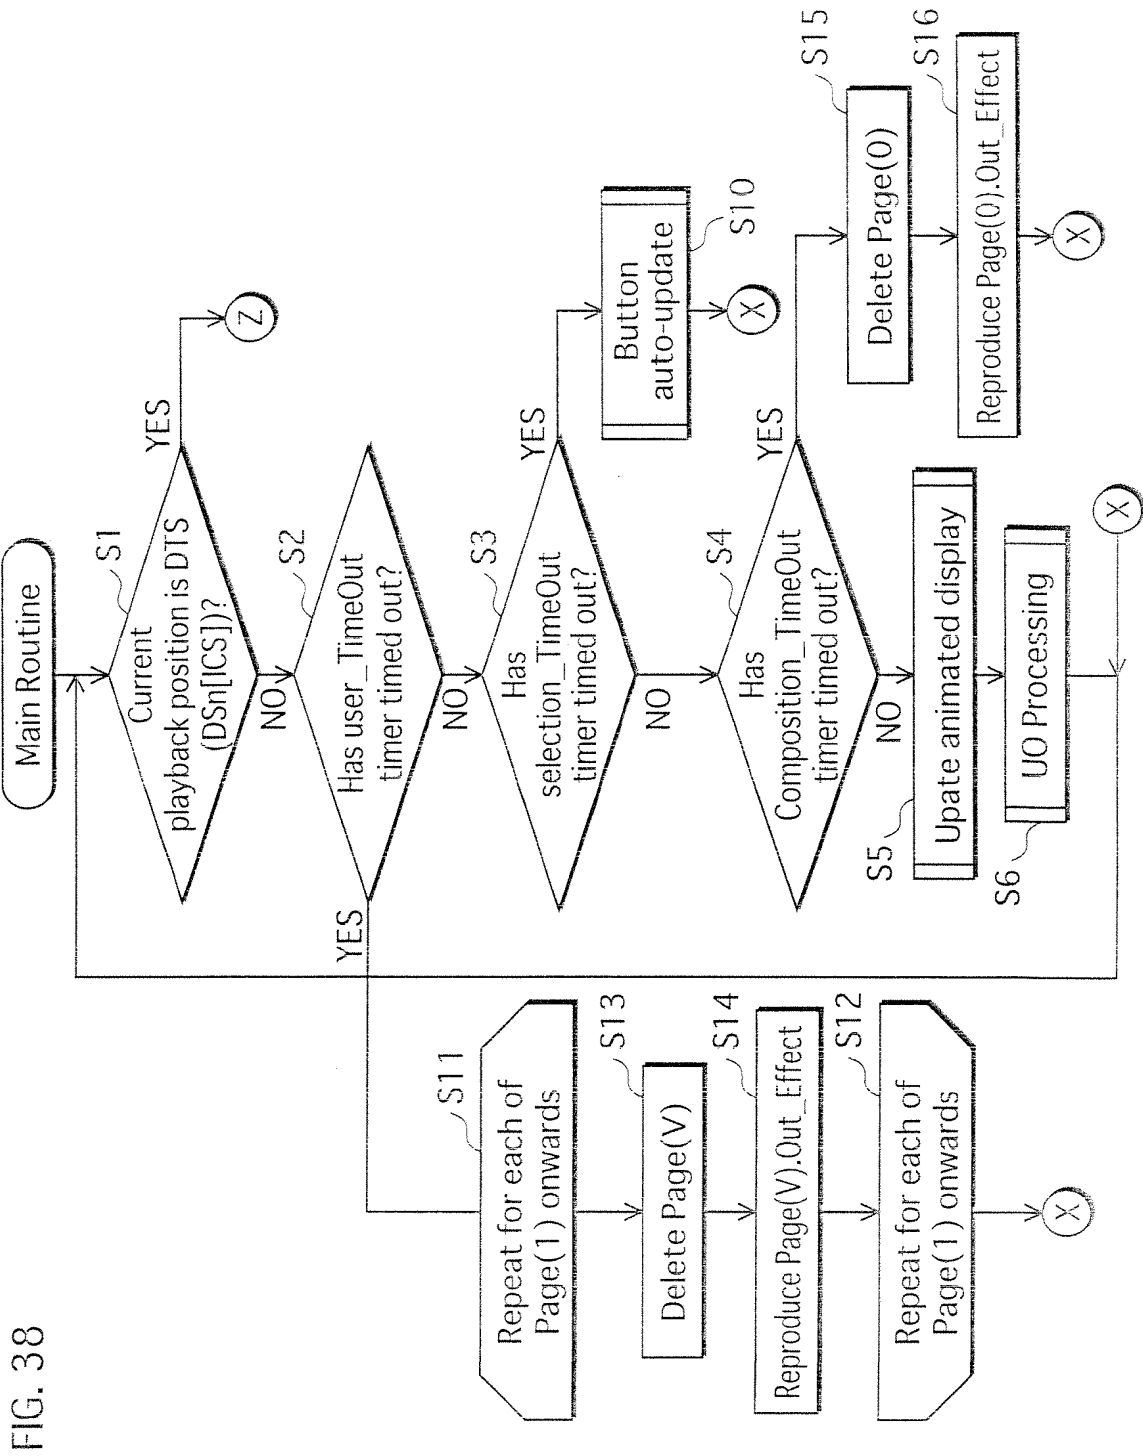 FIG. 38
Main Routine
S1
Current
playback position is DTS
(DSn[ICS])?
YES
Z
NO
S2
Has user_TimeOut
timer timed out?
YES
NO
S3
Has
selection_TimeOut
timer timed out?
YES
NO
Button
auto-update
S10
X
S4
Has
Composition_TimeOut
timer timed out?
YES
NO
S15
Delete Page(0)
S16
Reproduce Page(0).Out_Effect
X
S5
Upate animated display
S6
UO Processing
X
S11
Repeat for each of
Page(1) onwards
S13
Delete Page(V)
S14
Reproduce Page(V).Out_Effect
S12
Repeat for each of
Page(1) onwards
X